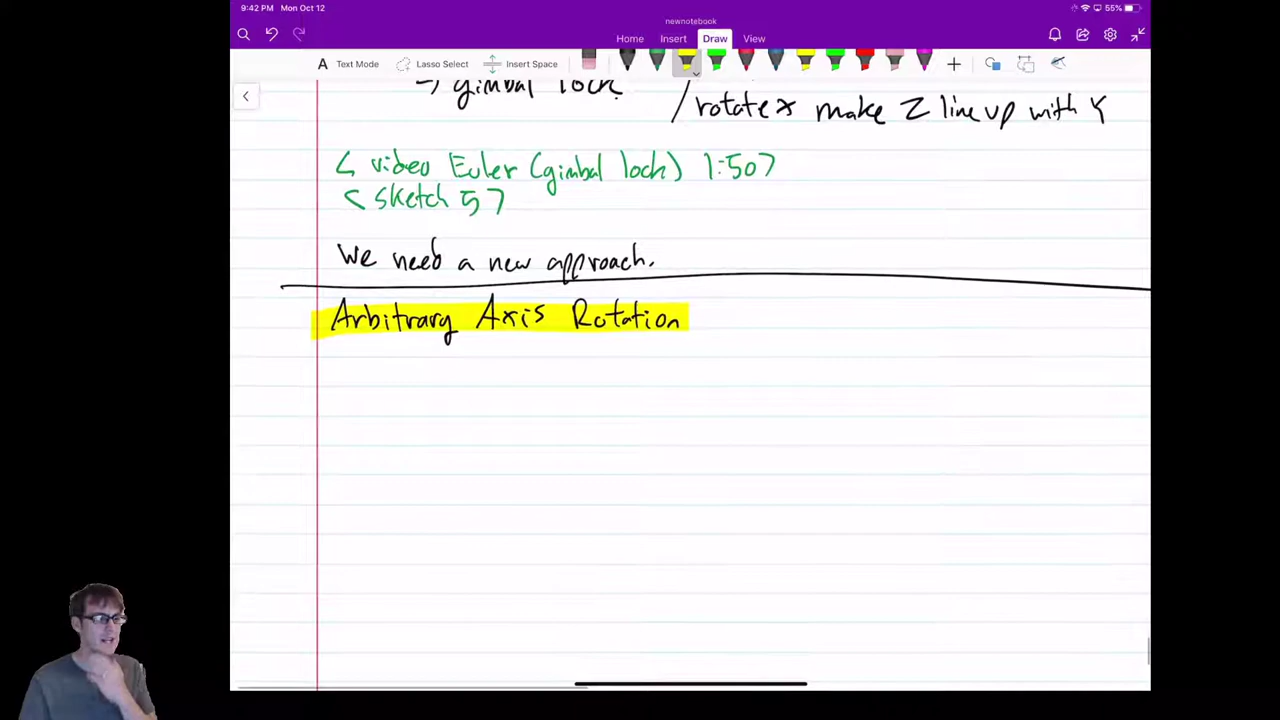 9:42 PM Mon Oct 12
55%
newnotebook
Home Insert Draw View
A Text Mode Lasso Select Insert Space
→ gimbal lock.
/rotate x make Z line up with Y
< video Euler (gimbal lock) 1:50>
< sketch 5>
We need a new approach.
Arbitrary Axis Rotation